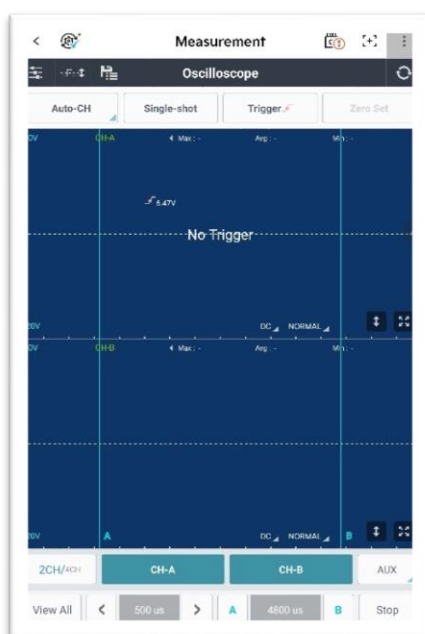 Measurement
Oscilloscope
Auto-CH Single-shot Trigger Zero Set
0V CH-A Max : - Avg : - Min : -
5.47V
No Trigger
20V DC NORMAL
0V CH-B Max : - Avg : - Min : -
20V A DC NORMAL B
2CH/4CH CH-A CH-B AUX
View All 500 us A 4800 us B Stop